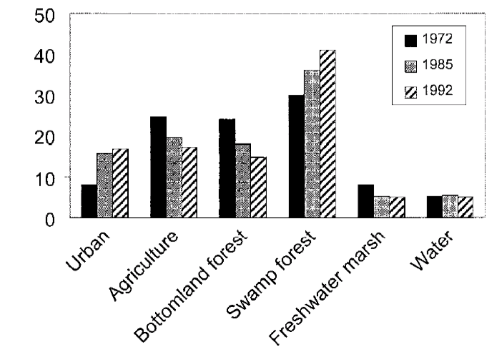 50
40
30
20
10
0
1972
1985
1992
Urban
Agriculture
Bottomland forest
Swamp forest
Freshwater marsh
Water